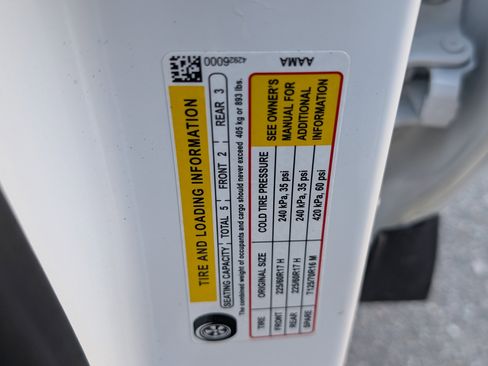 TIRE AND LOADING INFORMATION
SEATING CAPACITY TOTAL 5 FRONT 2 REAR 3
The combined weight of occupants and cargo should never exceed 405 kg or 893 lbs.
TIRE ORIGINAL SIZE COLD TIRE PRESSURE
FRONT 225/60R17 H 240 kPa, 35 psi
REAR 225/60R17 H 240 kPa, 35 psi
SPARE T125/70R16 M 420 kPa, 60 psi
SEE OWNER'S
MANUAL FOR
ADDITIONAL
INFORMATION
42926000
AAMA